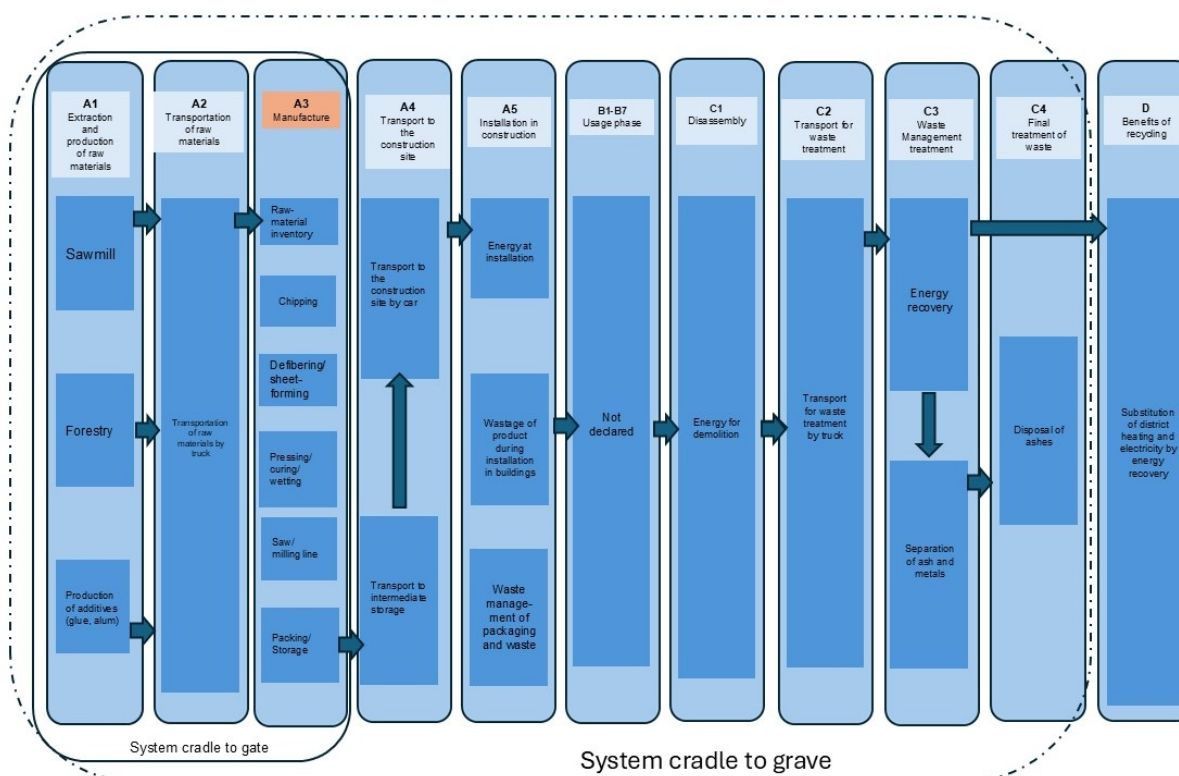 A1
Extraction
and
production
of raw
materials
A2
Transportation
of raw
materials
A3
Manufacture
A4
Transport to
the
construction
site
A5
Installation in
construction
B1-B7
Usage phase
C1
Disassembly
C2
Transport for
waste
treatment
C3
Waste
Management
treatment
C4
Final
treatment of
waste
D
Benefits of
recycling
Sawmill
Forestry
Production
of additives
(glue, alum)
Transportation
of raw
materials by
truck
Raw-
material
inventory
Chipping
Defibering/
sheet-
forming
Pressing/
curing/
wetting
Saw/
milling line
Packing/
Storage
Transport to
the
construction
site by car
Transport to
intermediate
storage
Energy at
installation
Wastage of
product
during
installation
in buildings
Waste
manage-
ment of
packaging
and waste
Not
declared
Energy for
demolition
Transport
for waste
treatment
by truck
Energy
recovery
Separation
of ash and
metals
Disposal of
ashes
Substitution
of district
heating and
electricity by
energy
recovery
System cradle to gate
System cradle to grave